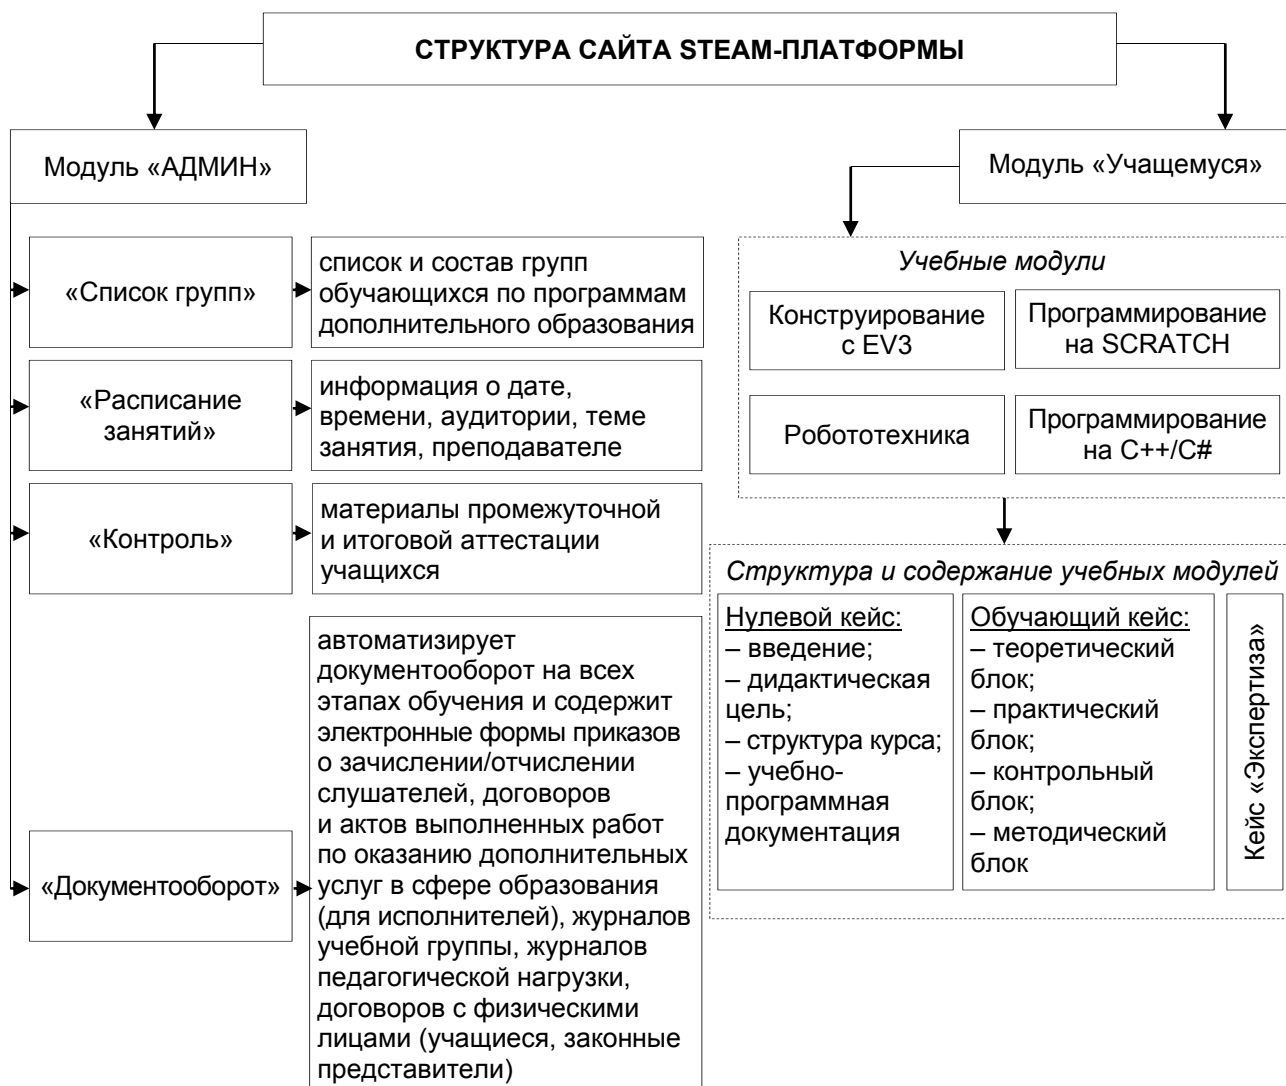 СТРУКТУРА САЙТА STEAM-ПЛАТФОРМЫ
Модуль «АДМИН»
«Список групп»
список и состав групп
обучающихся по программам
дополнительного образования
«Расписание
занятий»
информация о дате,
времени, аудитории, теме
занятия, преподавателе
«Контроль»
материалы промежуточной
и итоговой аттестации
учащихся
«Документооборот»
автоматизирует
документооборот на всех
этапах обучения и содержит
электронные формы приказов
о зачислении/отчислении
слушателей, договоров
и актов выполненных работ
по оказанию дополнительных
услуг в сфере образования
(для исполнителей), журналов
учебной группы, журналов
педагогической нагрузки,
договоров с физическими
лицами (учащиеся, законные
представители)
Модуль «Учащемуся»
Учебные модули
Конструирование
с EV3
Программирование
на SCRATCH
Робототехника
Программирование
на C++/C#
Структура и содержание учебных модулей
Нулевой кейс:
– введение;
– дидактическая
цель;
– структура курса;
– учебно-
программная
документация
Обучающий кейс:
– теоретический
блок;
– практический
блок;
– контрольный
блок;
– методический
блок
Кейс «Экспертиза»